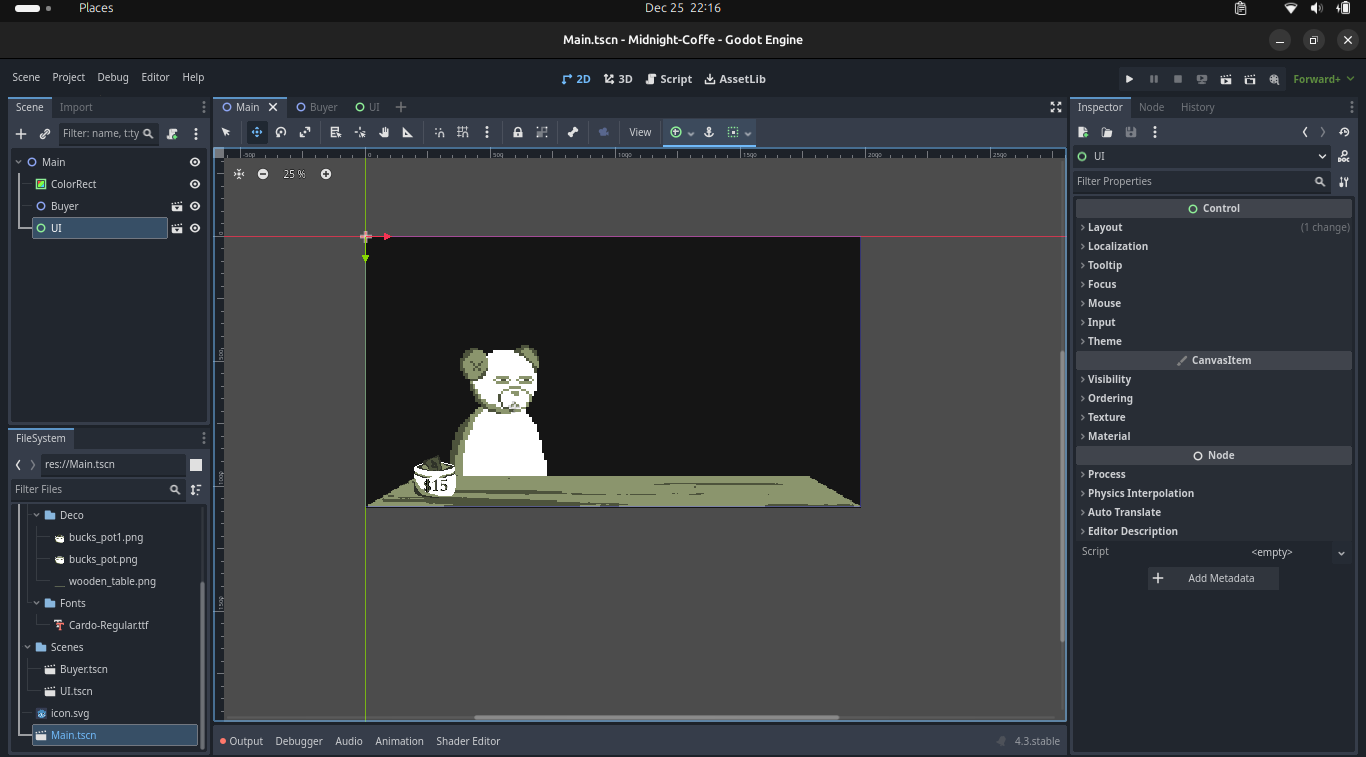 Places
Dec 25 22:16
Main.tscn - Midnight-Coffe - Godot Engine
Scene Project Debug Editor Help
2D 3D Script AssetLib
Forward+
Scene Import
Main Buyer UI
Inspector Node History
Filter: name, t:ty
View
Main
ColorRect
Buyer
UI
-500 0 500 1000 1500 2000 2500
25 %
0
500
1000
1500
$15
UI
Filter Properties
Control
Layout (1 change)
Localization
Tooltip
Focus
Mouse
Input
Theme
CanvasItem
Visibility
Ordering
Texture
Material
Node
Process
Physics Interpolation
Auto Translate
Editor Description
Script <empty>
Add Metadata
FileSystem
res://Main.tscn
Filter Files
Deco
bucks_pot1.png
bucks_pot.png
wooden_table.png
Fonts
Cardo-Regular.ttf
Scenes
Buyer.tscn
UI.tscn
icon.svg
Main.tscn
Output Debugger Audio Animation Shader Editor
4.3.stable